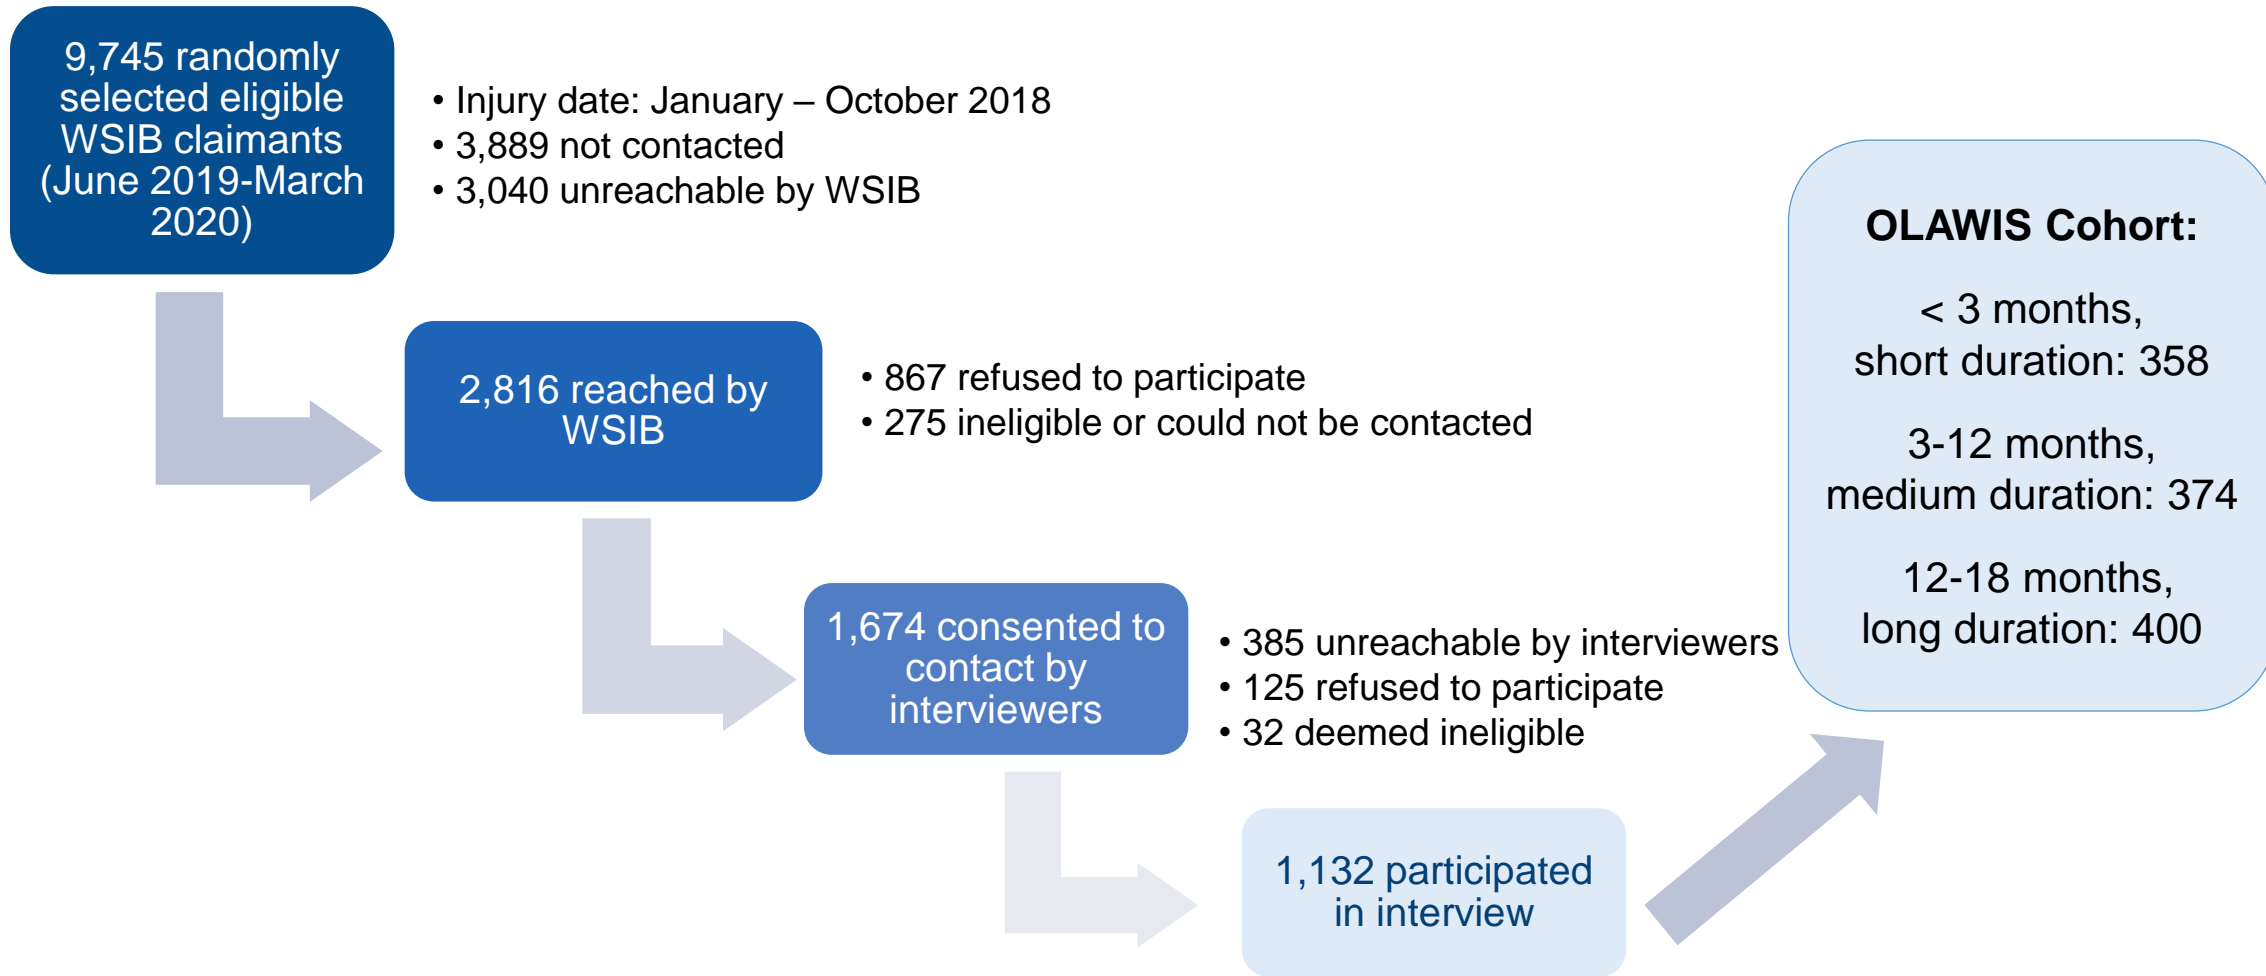 9,745 randomly
selected eligible
WSIB claimants
(June 2019-March
2020)
• Injury date: January – October 2018
• 3,889 not contacted
• 3,040 unreachable by WSIB
2,816 reached by
WSIB
• 867 refused to participate
• 275 ineligible or could not be contacted
1,674 consented to
contact by
interviewers
• 385 unreachable by interviewers
• 125 refused to participate
• 32 deemed ineligible
1,132 participated
in interview
OLAWIS Cohort:
< 3 months,
short duration: 358
3-12 months,
medium duration: 374
12-18 months,
long duration: 400